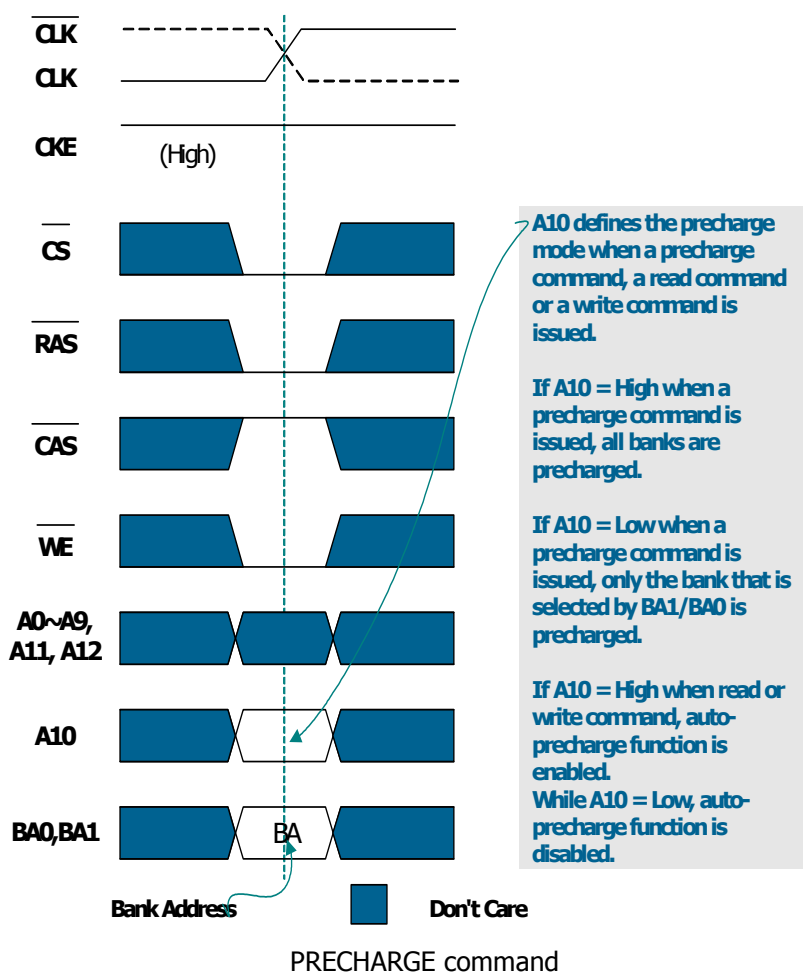 CLK
CLK
CKE
(High)
CS
RAS
CAS
WE
A0~A9,
A11, A12
A10
BA0,BA1
BA
Bank Address
Don't Care
A10 defines the precharge
mode when a precharge
command, a read command
or a write command is
issued.
If A10 = High when a
precharge command is
issued, all banks are
precharged.
If A10 = Low when a
precharge command is
issued, only the bank that is
selected by BA1/BA0 is
precharged.
If A10 = High when read or
write command, auto-
precharge function is
enabled.
While A10 = Low, auto-
precharge function is
disabled.
PRECHARGE command